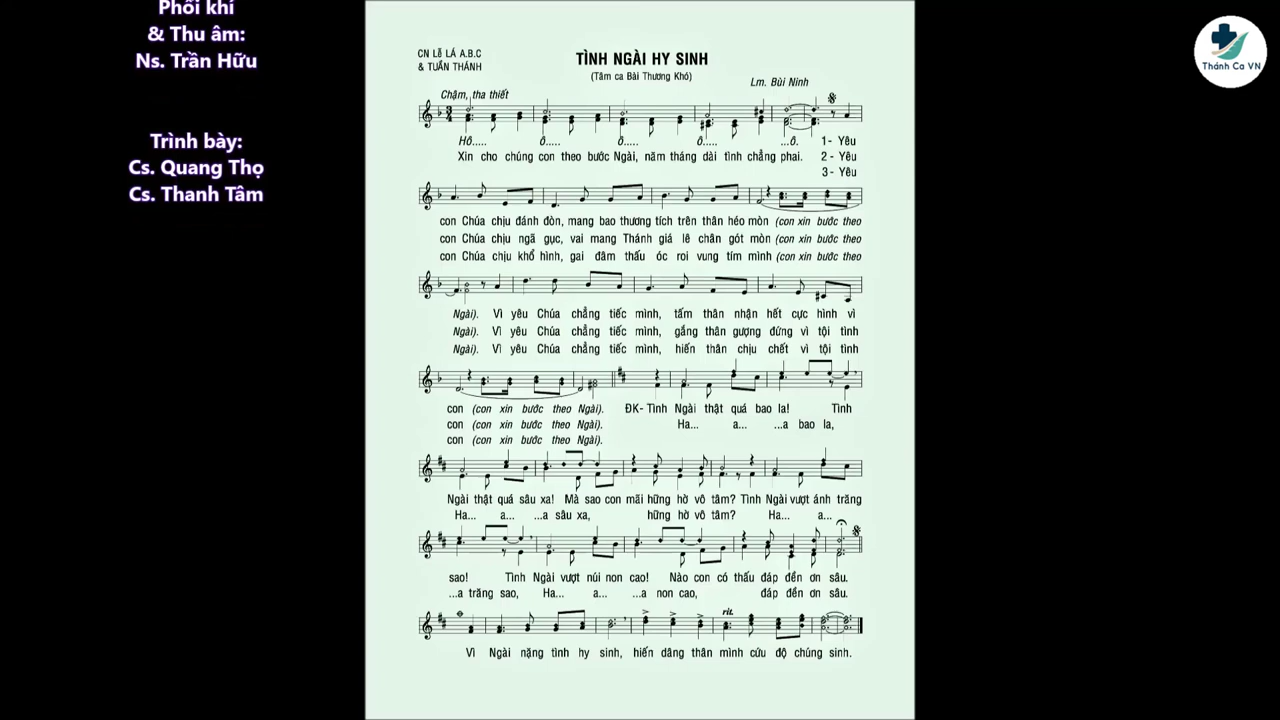 Phối khí
& Thu âm:
Ns. Trần Hữu
Trình bày:
Cs. Quang Thọ
Cs. Thanh Tâm
Thánh Ca VN
CN Lễ LÁ A.B.C
& TUẦN THÁNH
TÌNH NGÀI HY SINH
(Tâm ca Bài Thương Khó)
Lm. Bùi Ninh
Chậm, tha thiết
Hô..... ô..... ô..... ô..... ...ô. 1- Yêu
Xin cho chúng con theo bước Ngài, năm tháng dài tình chẳng phai. 2- Yêu
3- Yêu
con Chúa chịu đánh đòn, mang bao thương tích trên thân héo mòn (con xin bước theo
con Chúa chịu ngã gục, vai mang Thánh giá lê chân gót mòn (con xin bước theo
con Chúa chịu khổ hình, gai đâm thấu óc roi vung tím mình (con xin bước theo
Ngài). Vì yêu Chúa chẳng tiếc mình, tấm thân nhận hết cực hình vì
Ngài). Vì yêu Chúa chẳng tiếc mình, gắng thân gượng đứng vì tội tình
Ngài). Vì yêu Chúa chẳng tiếc mình, hiến thân chịu chết vì tội tình
con (con xin bước theo Ngài). ĐK- Tình Ngài thật quá bao la! Tình
con (con xin bước theo Ngài). Ha... a... ...a bao la,
con (con xin bước theo Ngài).
Ngài thật quá sâu xa! Mà sao con mãi hững hờ vô tâm? Tình Ngài vượt ánh trăng
Ha... a... ...a sâu xa, hững hờ vô tâm? Ha... a...
sao! Tình Ngài vượt núi non cao! Nào con có thấu đáp đền ơn sâu.
...a trăng sao, Ha... a... ...a non cao, đáp đền ơn sâu.
rit.
Vì Ngài nặng tình hy sinh, hiến dâng thân mình cứu độ chúng sinh.